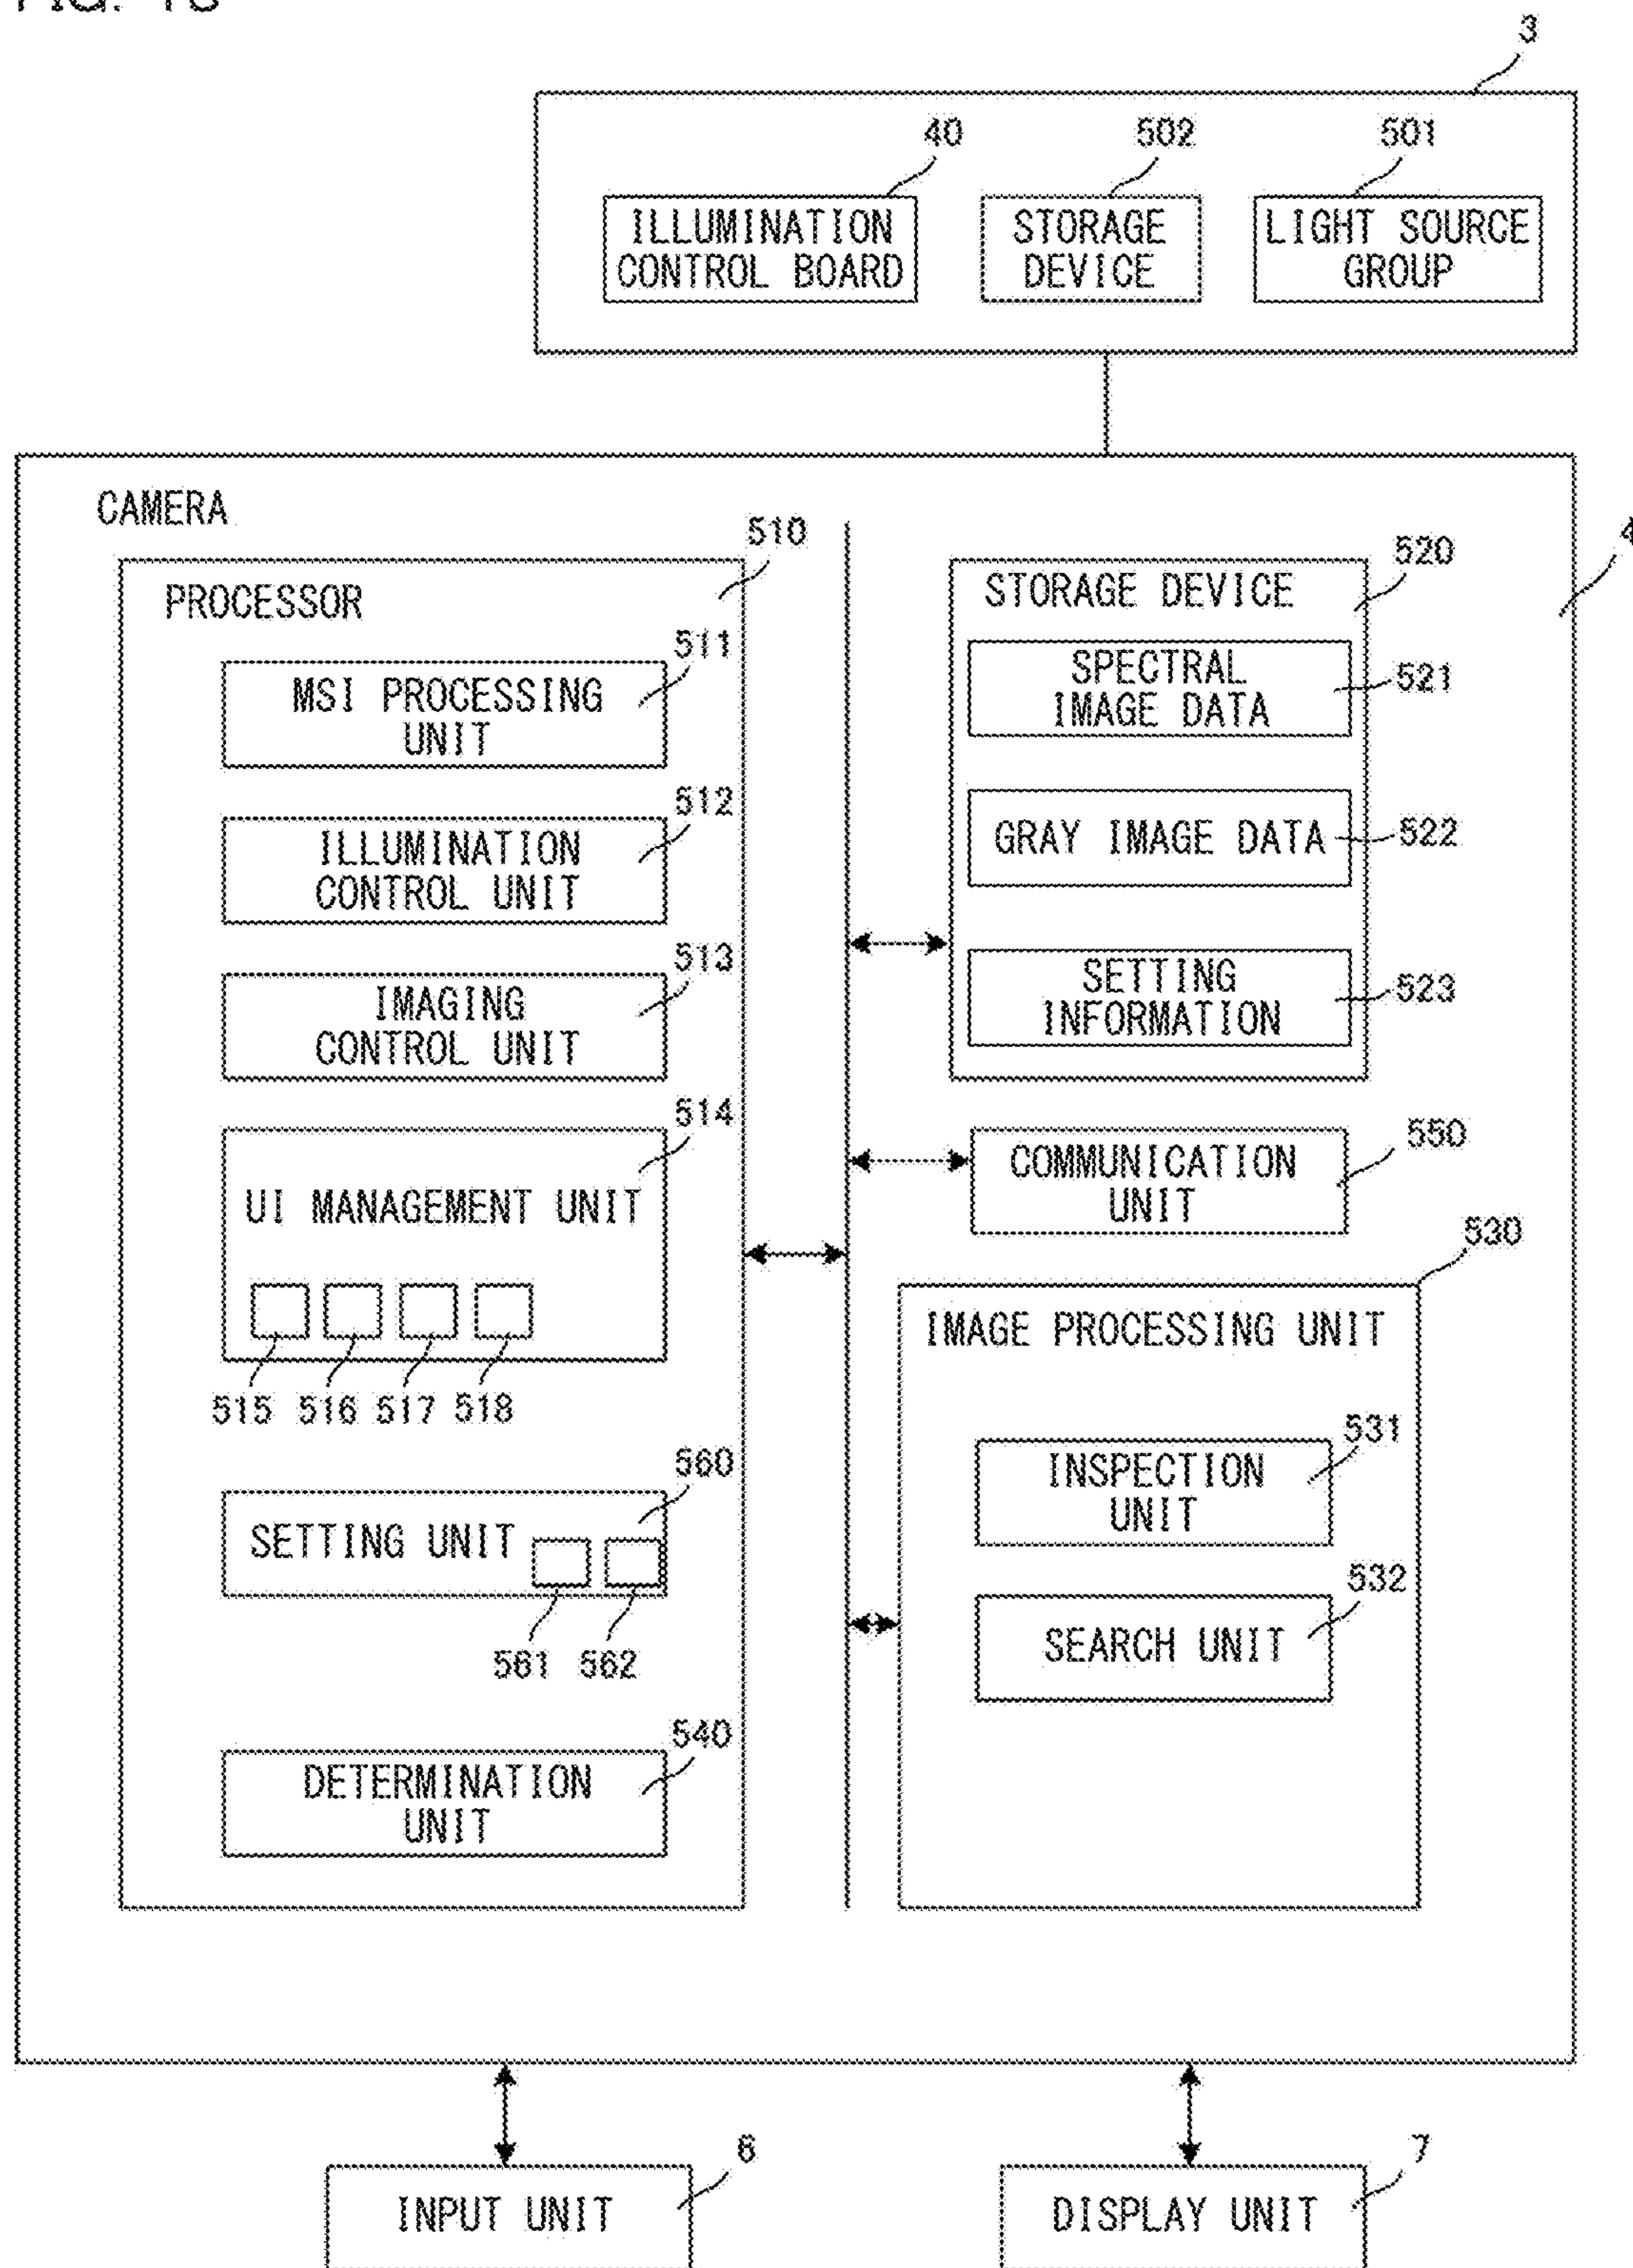 3
40
502
501
ILLUMINATION
CONTROL BOARD
STORAGE
DEVICE
LIGHT SOURCE
GROUP
CAMERA
4
510
PROCESSOR
511
MSI PROCESSING
UNIT
512
ILLUMINATION
CONTROL UNIT
513
IMAGING
CONTROL UNIT
514
UI MANAGEMENT UNIT
515 516 517 518
560
SETTING UNIT
561 562
540
DETERMINATION
UNIT
520
STORAGE DEVICE
SPECTRAL
IMAGE DATA
521
GRAY IMAGE DATA
522
SETTING
INFORMATION
523
550
COMMUNICATION
UNIT
530
IMAGE PROCESSING UNIT
531
INSPECTION
UNIT
532
SEARCH UNIT
6
INPUT UNIT
7
DISPLAY UNIT